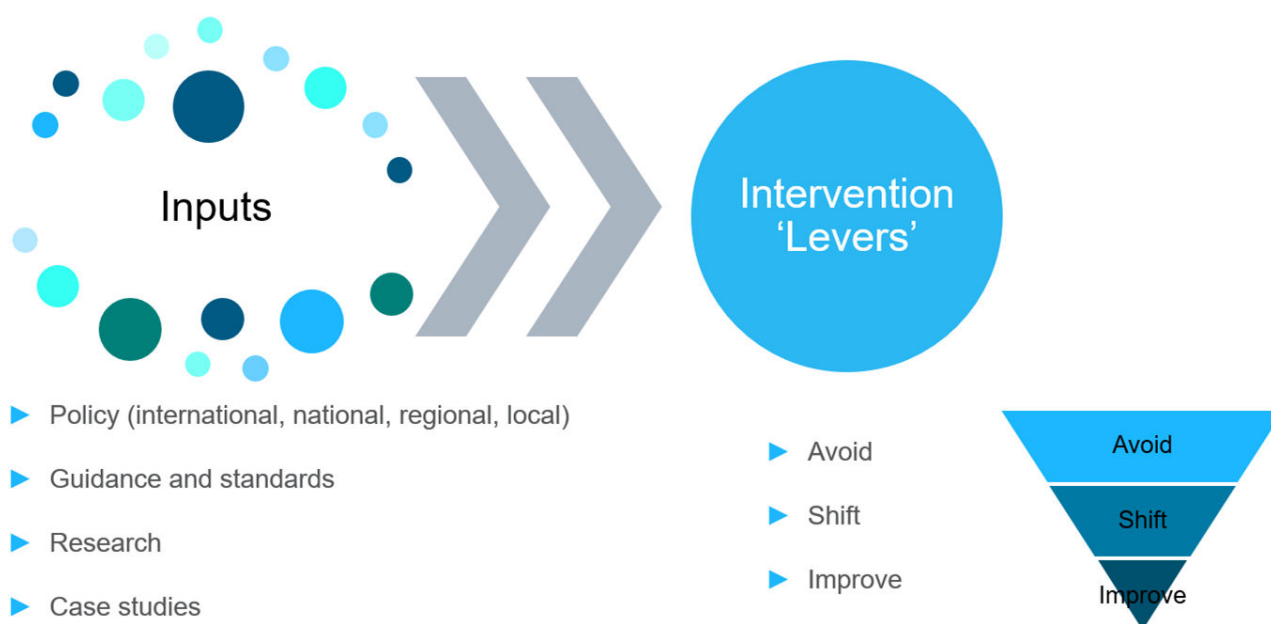 Inputs
Intervention
‘Levers’
Policy (international, national, regional, local)
Guidance and standards
Research
Case studies
Avoid
Shift
Improve
Avoid
Shift
Improve